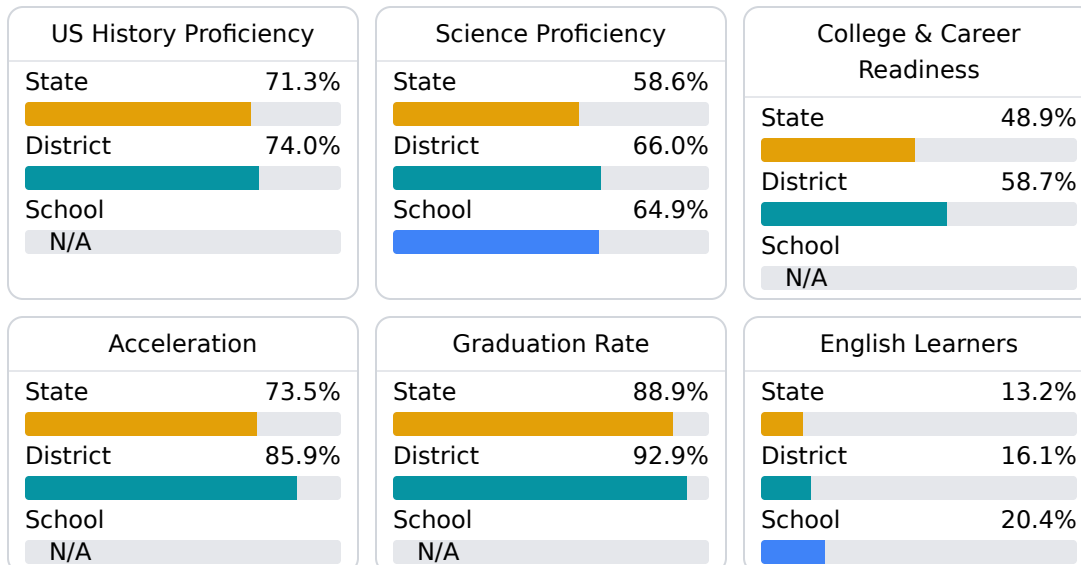 US History Proficiency
State 71.3%
District 74.0%
School
N/A
Science Proficiency
State 58.6%
District 66.0%
School 64.9%
College & Career
Readiness
State 48.9%
District 58.7%
School
N/A
Acceleration
State 73.5%
District 85.9%
School
N/A
Graduation Rate
State 88.9%
District 92.9%
School
N/A
English Learners
State 13.2%
District 16.1%
School 20.4%